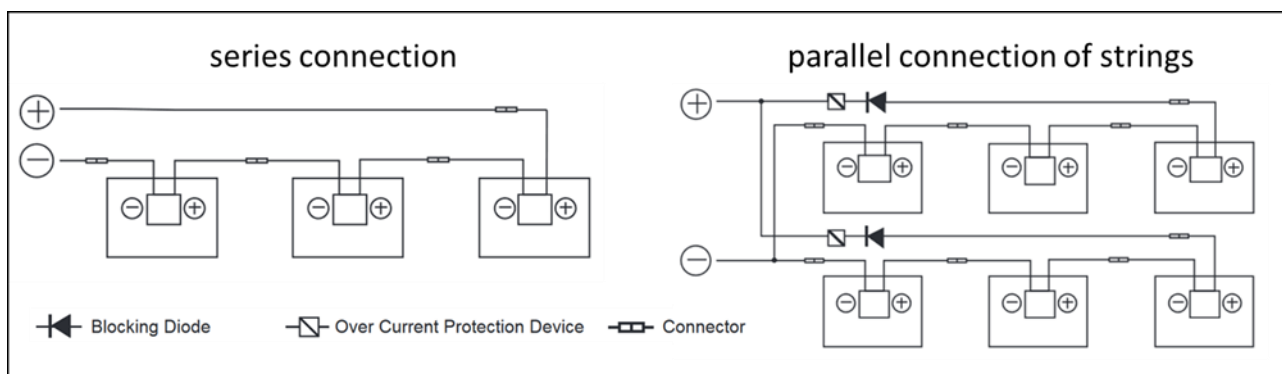 series connection
parallel connection of strings
+
−
− + − + − +
+
− + − + − +
−
− + − + − +
Blocking Diode
Over Current Protection Device
Connector